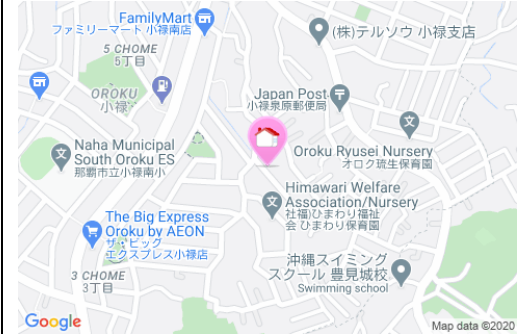 FamilyMart
ファミリーマート 小禄南店
(株)テルソウ 小禄支店
5 CHOME
5丁目
OROKU
小禄
Japan Post
小禄泉原郵便局
Naha Municipal
South Oroku ES
那覇市立小禄南小
Oroku Ryusei Nursery
オロク琉生保育園
Himawari Welfare
Association/Nursery
社福)ひまわり福祉
会 ひまわり保育園
The Big Express
Oroku by AEON
ザ・ビッグ
エクスプレス小禄店
3 CHOME
3丁目
沖縄スイミング
スクール 豊見城校
Swimming school
Google
Map data ©2020